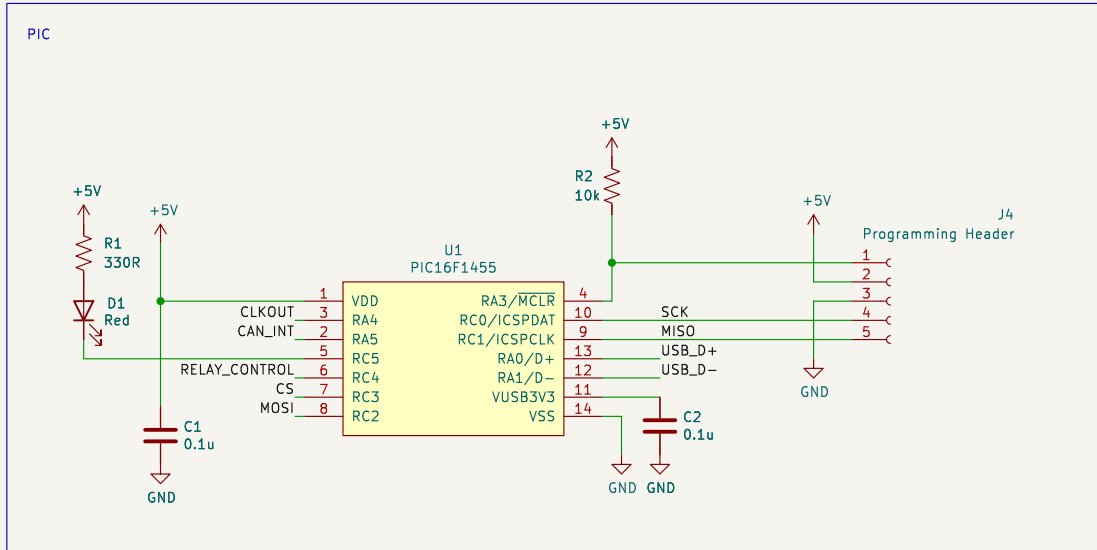 PIC
+5V
R2
10k
+5V
+5V
R1
330R
D1
Red
+5V
J4
Programming Header
1
2
3
4
5
U1
PIC16F1455
1 VDD
3 RA4
2 RA5
5 RC5
6 RC4
7 RC3
8 RC2
CLKOUT
CAN_INT
RELAY_CONTROL
CS
MOSI
RA3/MCLR 4
RC0/ICSPDAT 10
RC1/ICSPCLK 9
RA0/D+ 13
RA1/D- 12
VUSB3V3 11
VSS 14
SCK
MISO
USB_D+
USB_D-
GND
C1
0.1u
GND
C2
0.1u
GND
GND